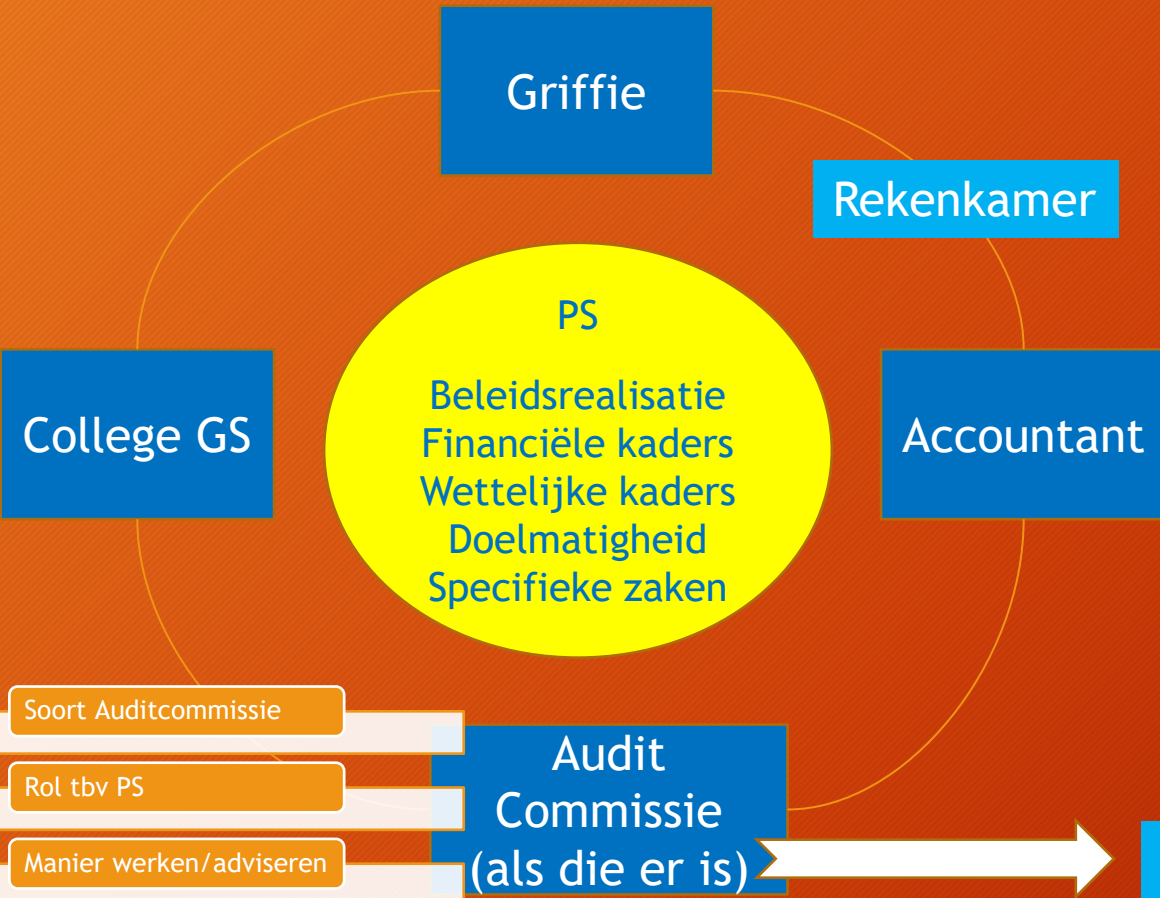 Griffie
Rekenkamer
PS
Beleidsrealisatie
Financiële kaders
Wettelijke kaders
Doelmatigheid
Specifieke zaken
College GS
Accountant
Soort Auditcommissie
Rol tbv PS
Manier werken/adviseren
Audit
Commissie
(als die er is)